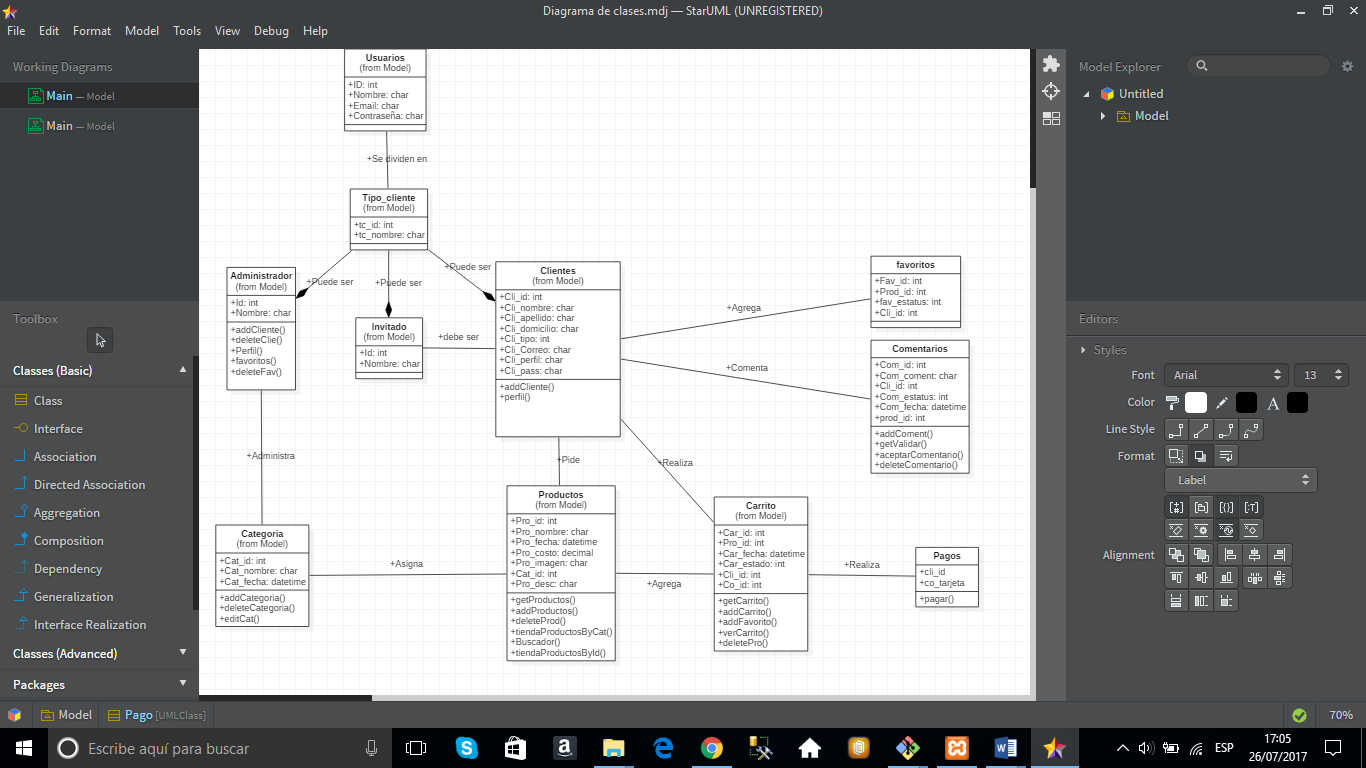 Diagrama de clases.mdj — StarUML (UNREGISTERED)
File Edit Format Model Tools View Debug Help
Working Diagrams
Main — Model
Main — Model
Toolbox
Classes (Basic)
Class
Interface
Association
Directed Association
Aggregation
Composition
Dependency
Generalization
Interface Realization
Classes (Advanced)
Packages
Usuarios
(from Model)
+ID: int
+Nombre: char
+Email: char
+Contraseña: char
+Se dividen en
Tipo_cliente
(from Model)
+tc_id: int
+tc_nombre: char
+Puede ser
+Puede ser
+Puede ser
Administrador
(from Model)
+Id: int
+Nombre: char
+addCliente()
+deleteClie()
+Perfil()
+favoritos()
+deleteFav()
Invitado
(from Model)
+Id: int
+Nombre: char
+debe ser
Clientes
(from Model)
+Cli_id: int
+Cli_nombre: char
+Cli_apellido: char
+Cli_domicilio: char
+Cli_tipo: int
+Cli_Correo: char
+Cli_perfil: char
+Cli_pass: char
+addCliente()
+perfil()
+Agrega
favoritos
+Fav_id: int
+Prod_id: int
+fav_estatus: int
+Cli_id: int
+Comenta
Comentarios
+Com_id: int
+Com_coment: char
+Cli_id: int
+Com_estatus: int
+Com_fecha: datetime
+prod_id: int
+addComent()
+getValidar()
+aceptarComentario()
+deleteComentario()
+Administra
+Pide
+Realiza
Categoria
(from Model)
+Cat_id: int
+Cat_nombre: char
+Cat_fecha: datetime
+addCategoria()
+deleteCategoria()
+editCat()
+Asigna
Productos
(from Model)
+Pro_id: int
+Pro_nombre: char
+Pro_fecha: datetime
+Pro_costo: decimal
+Pro_imagen: char
+Cat_id: int
+Pro_desc: char
+getProductos()
+addProductos()
+deleteProd()
+tiendaProductosByCat()
+Buscador()
+tiendaProductosById()
+Agrega
Carrito
(from Model)
+Car_id: int
+Pro_id: int
+Car_fecha: datetime
+Car_estado: int
+Cli_id: int
+Co_id: int
+getCarrito()
+addCarrito()
+addFavorito()
+verCarrito()
+deletePro()
+Realiza
Pagos
+cli_id
+co_tarjeta
+pagar()
Model Explorer
Untitled
Model
Editors
Styles
Font Arial 13
Color A
Line Style
Format
Label
Alignment
Model Pago [UMLClass]
70%
Escribe aquí para buscar
ESP
17:05
26/07/2017